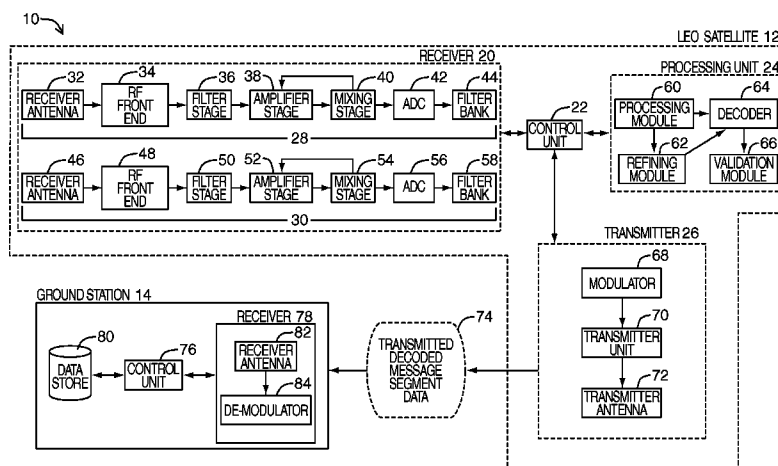 10
LEO SATELLITE 12
RECEIVER 20
32
34
36
38
40
42
44
RECEIVER
ANTENNA
RF
FRONT
END
FILTER
STAGE
AMPLIFIER
STAGE
MIXING
STAGE
ADC
FILTER
BANK
28
46
48
50
52
54
56
58
RECEIVER
ANTENNA
RF
FRONT
END
FILTER
STAGE
AMPLIFIER
STAGE
MIXING
STAGE
ADC
FILTER
BANK
30
22
CONTROL
UNIT
PROCESSING UNIT 24
60
64
PROCESSING
MODULE
DECODER
62
66
REFINING
MODULE
VALIDATION
MODULE
TRANSMITTER 26
68
MODULATOR
70
TRANSMITTER
UNIT
72
TRANSMITTER
ANTENNA
GROUND STATION 14
80
DATA
STORE
76
CONTROL
UNIT
RECEIVER 78
82
RECEIVER
ANTENNA
84
DE-MODULATOR
74
TRANSMITTED
DECODED
MESSAGE
SEGMENT
DATA